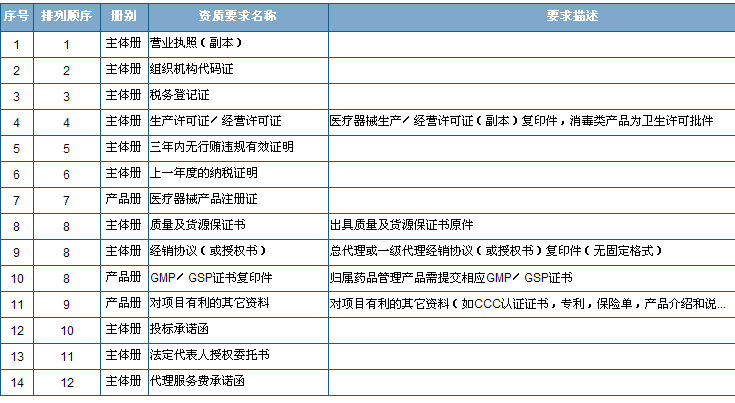 序号 排列顺序 册别 资质要求名称 要求描述
1 1 主体册 营业执照（副本）
2 2 主体册 组织机构代码证
3 3 主体册 税务登记证
4 4 主体册 生产许可证／经营许可证 医疗器械生产／经营许可证（副本）复印件，消毒类产品为卫生许可批件
5 5 主体册 三年内无行贿违规有效证明
6 6 主体册 上一年度的纳税证明
7 7 产品册 医疗器械产品注册证
8 8 主体册 质量及货源保证书 出具质量及货源保证书原件
9 8 主体册 经销协议（或授权书） 总代理或一级代理经销协议（或授权书）复印件（无固定格式）
10 8 产品册 GMP／GSP证书复印件 归属药品管理产品需提交相应GMP／GSP证书
11 9 产品册 对项目有利的其它资料 对项目有利的其它资料（如CCC认证证书，专利，保险单，产品介绍和说...
12 10 主体册 投标承诺函
13 11 主体册 法定代表人授权委托书
14 12 主体册 代理服务费承诺函